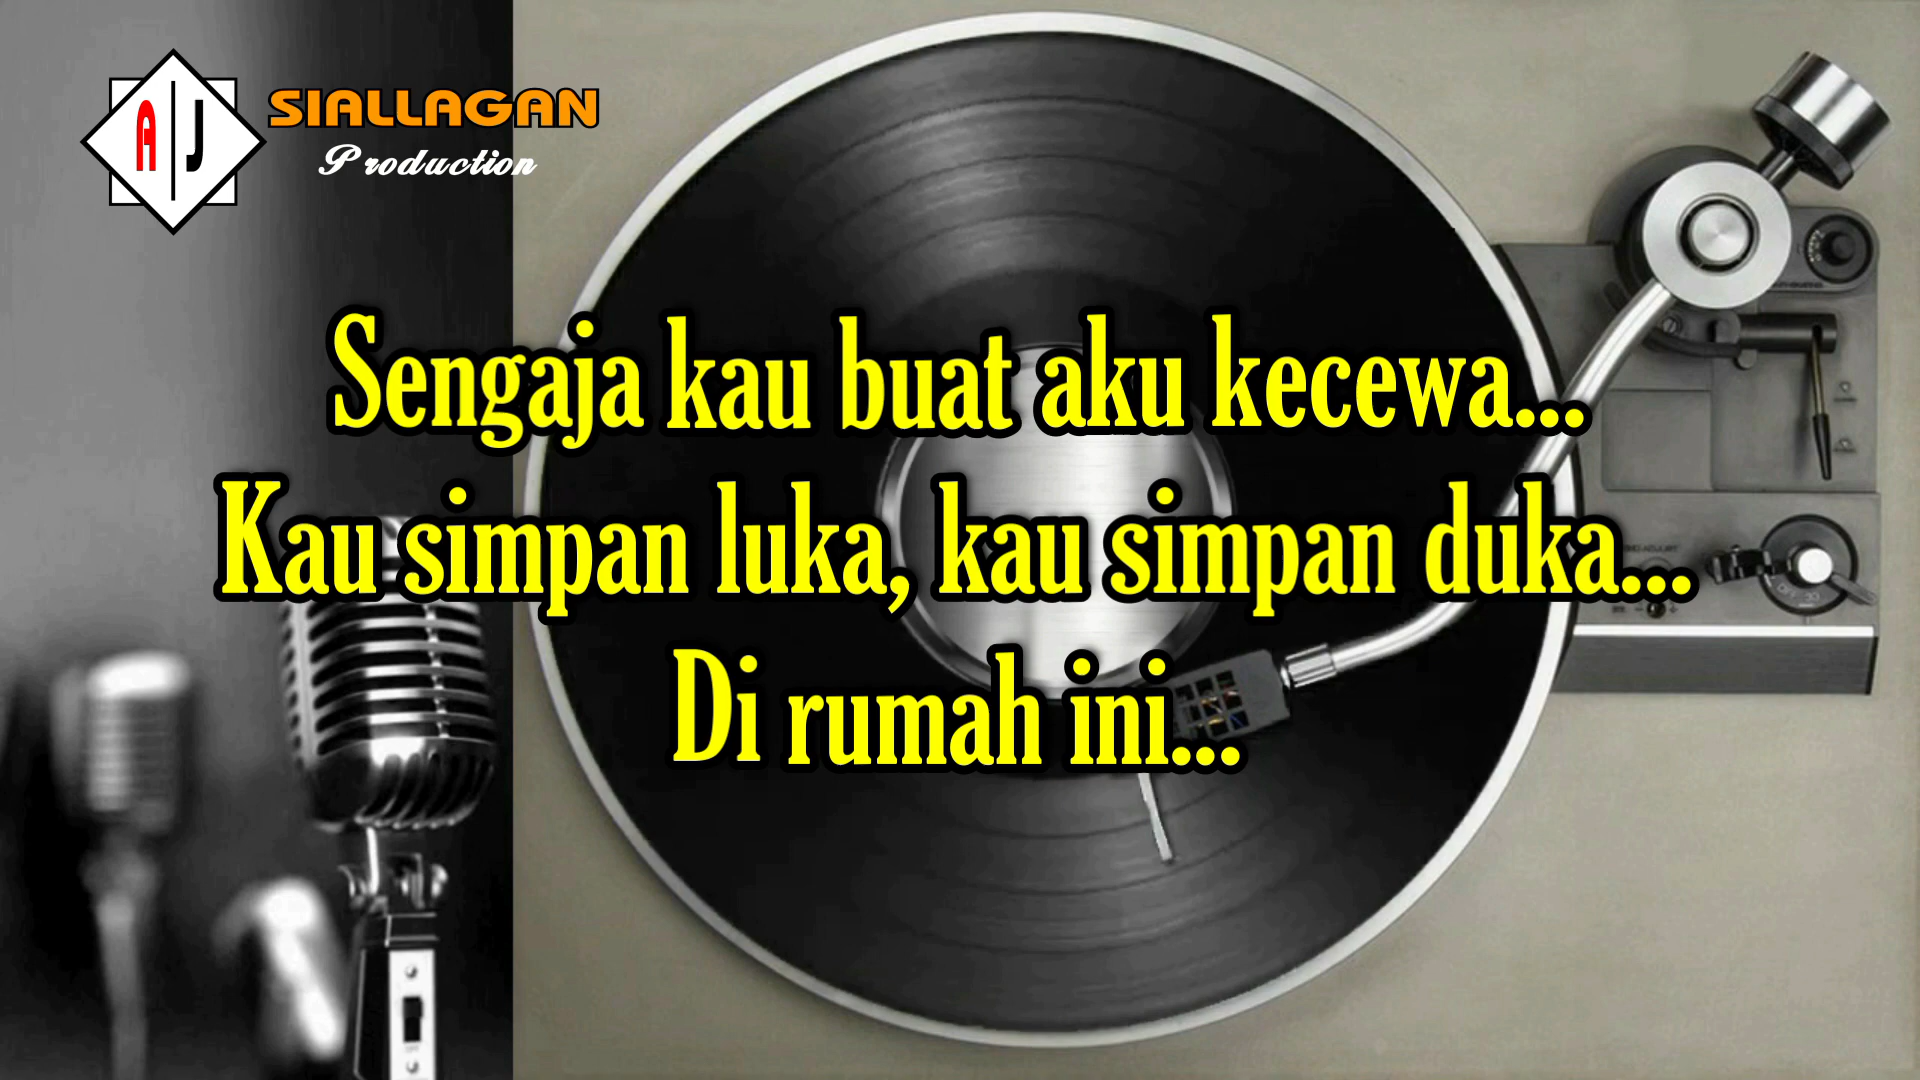 A J
SIALLAGAN
Production
Sengaja kau buat aku kecewa...
Kau simpan luka, kau simpan duka...
Di rumah ini...